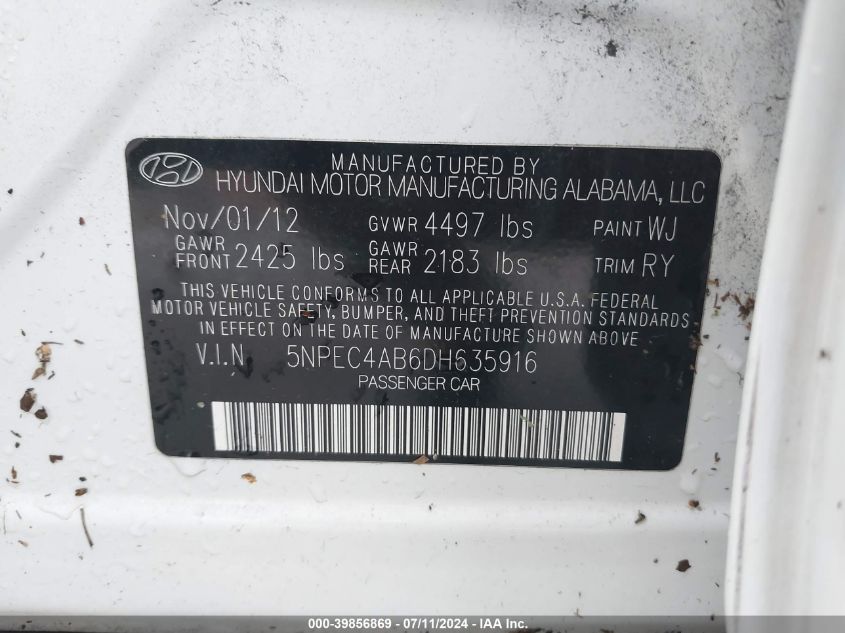 MANUFACTURED BY
HYUNDAI MOTOR MANUFACTURING ALABAMA, LLC
Nov/01/12 GVWR 4497 lbs PAINT WJ
GAWR FRONT 2425 lbs GAWR REAR 2183 lbs TRIM RY
THIS VEHICLE CONFORMS TO ALL APPLICABLE U.S.A. FEDERAL
MOTOR VEHICLE SAFETY, BUMPER, AND THEFT PREVENTION STANDARDS
IN EFFECT ON THE DATE OF MANUFACTURE SHOWN ABOVE
V.I.N 5NPEC4AB6DH635916
PASSENGER CAR
000-39856869 | 07/11/2024 - IAA, Inc.